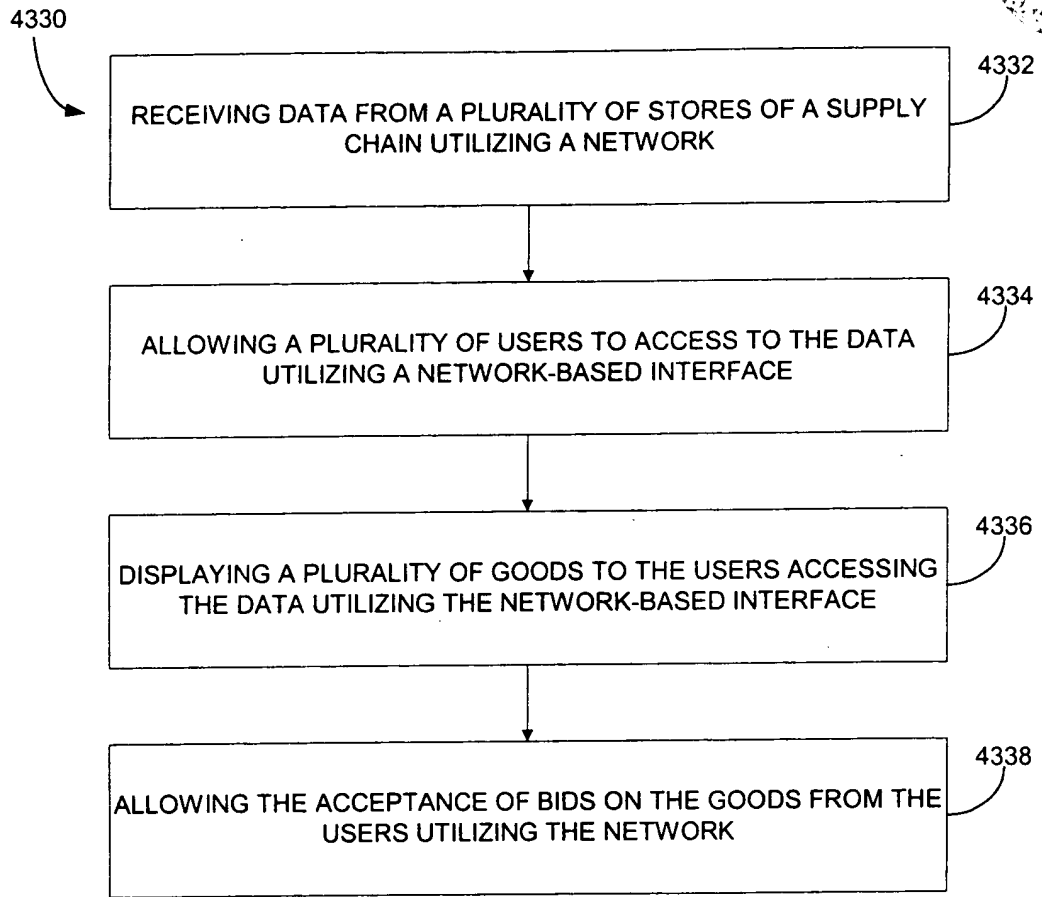 4330
4332
RECEIVING DATA FROM A PLURALITY OF STORES OF A SUPPLY
CHAIN UTILIZING A NETWORK
4334
ALLOWING A PLURALITY OF USERS TO ACCESS TO THE DATA
UTILIZING A NETWORK-BASED INTERFACE
4336
DISPLAYING A PLURALITY OF GOODS TO THE USERS ACCESSING
THE DATA UTILIZING THE NETWORK-BASED INTERFACE
4338
ALLOWING THE ACCEPTANCE OF BIDS ON THE GOODS FROM THE
USERS UTILIZING THE NETWORK